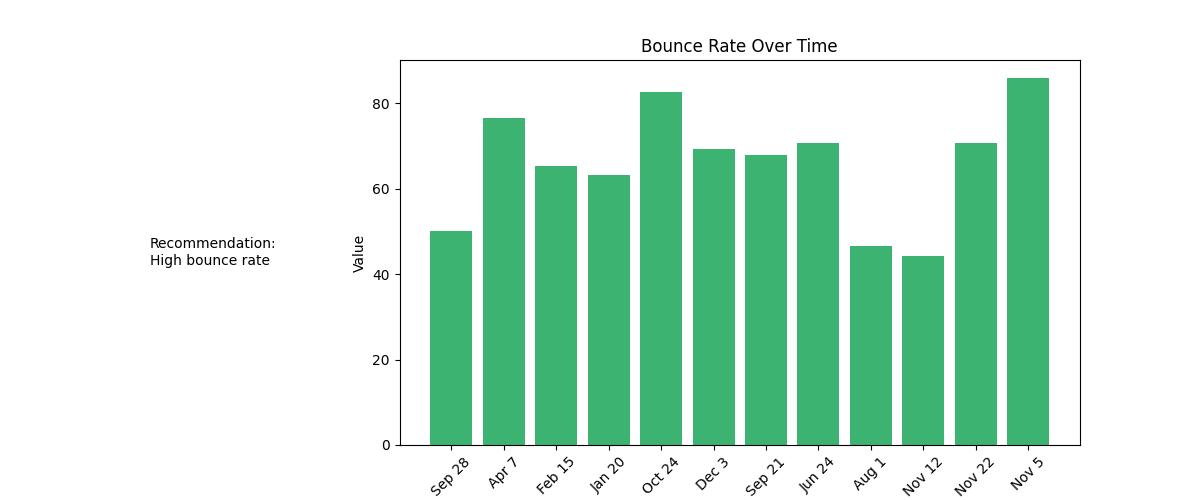 Bounce Rate Over Time
Recommendation:
High bounce rate
Value
80
60
40
20
0
Sep 28
Apr 7
Feb 15
Jan 20
Oct 24
Dec 3
Sep 21
Jun 24
Aug 1
Nov 12
Nov 22
Nov 5